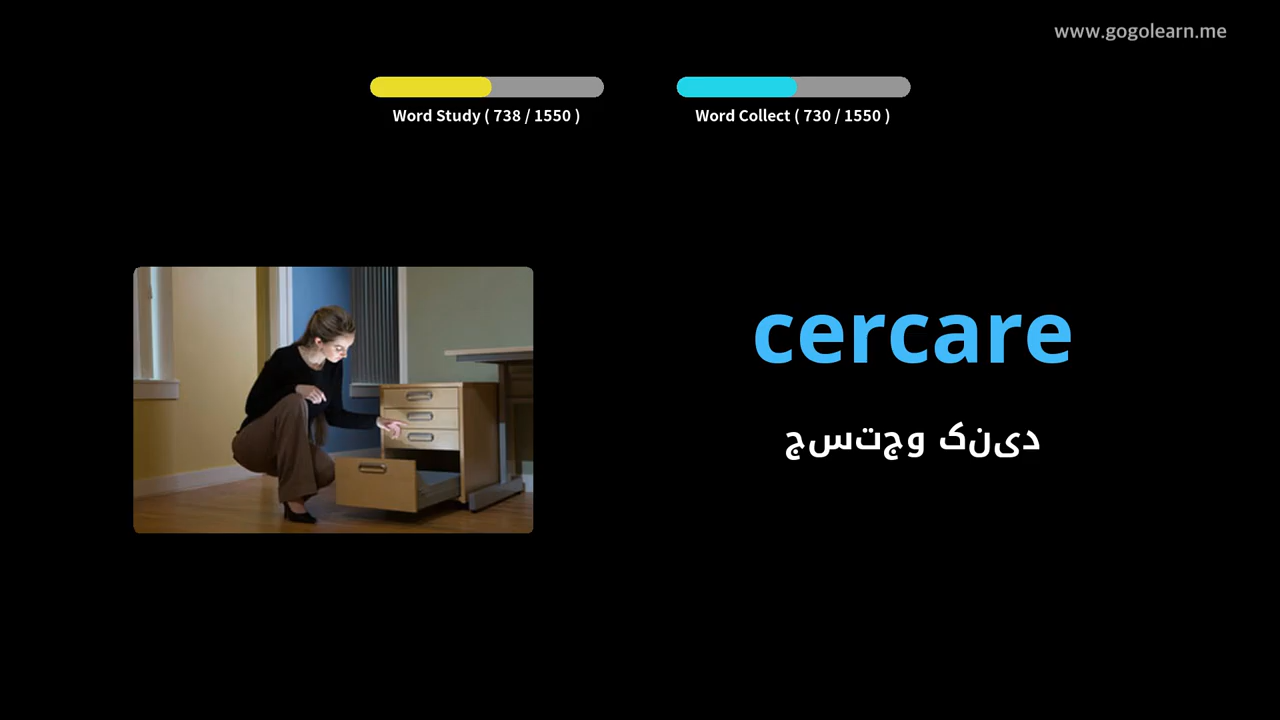 www.gogolearn.me
Word Study ( 738 / 1550 )
Word Collect ( 730 / 1550 )
cercare
جستجو کنید